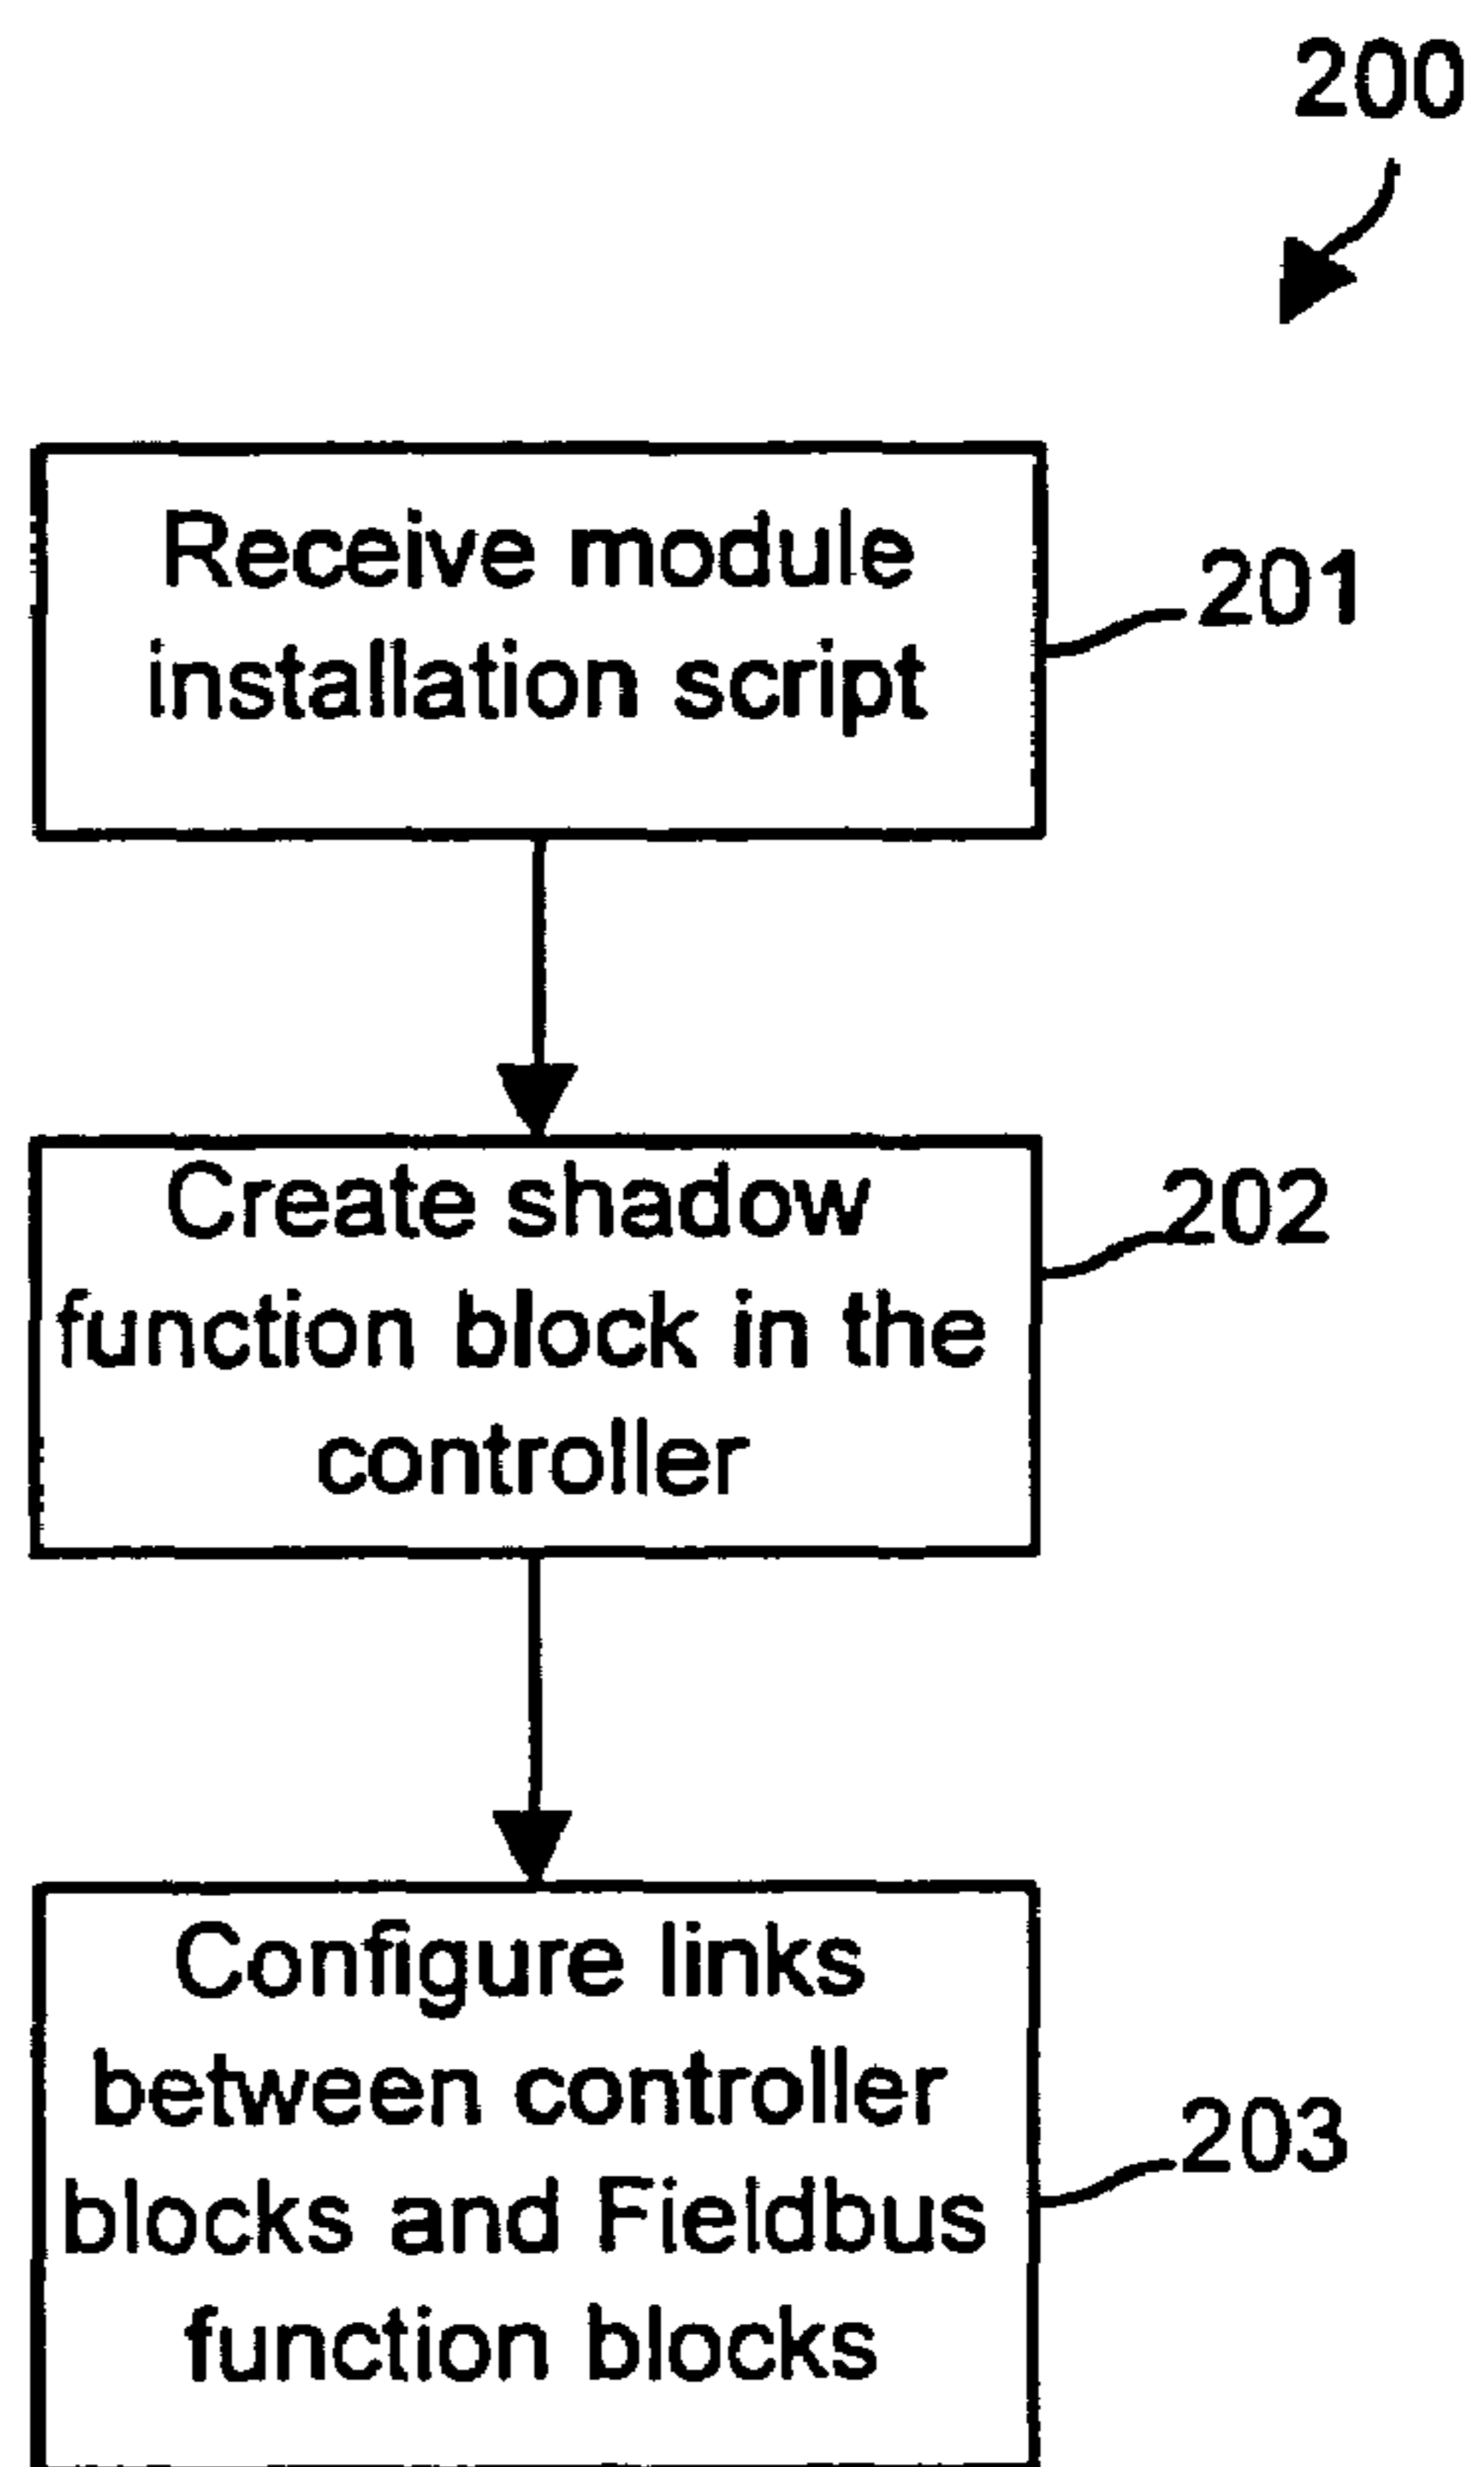 200
Receive module
installation script
201
Create shadow
function block in the
controller
202
Configure links
between controller
blocks and Fieldbus
function blocks
203